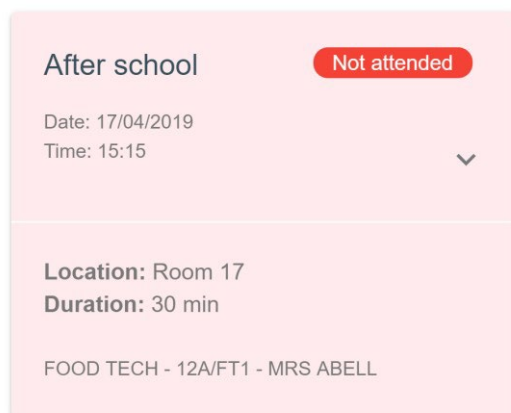 After school
Not attended
Date: 17/04/2019
Time: 15:15
Location: Room 17
Duration: 30 min
FOOD TECH - 12A/FT1 - MRS ABELL